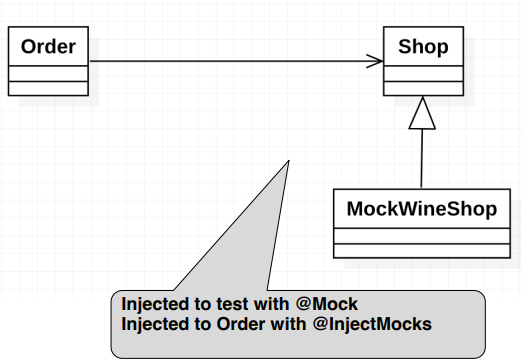 Order
Shop
MockWineShop
Injected to test with @Mock
Injected to Order with @InjectMocks